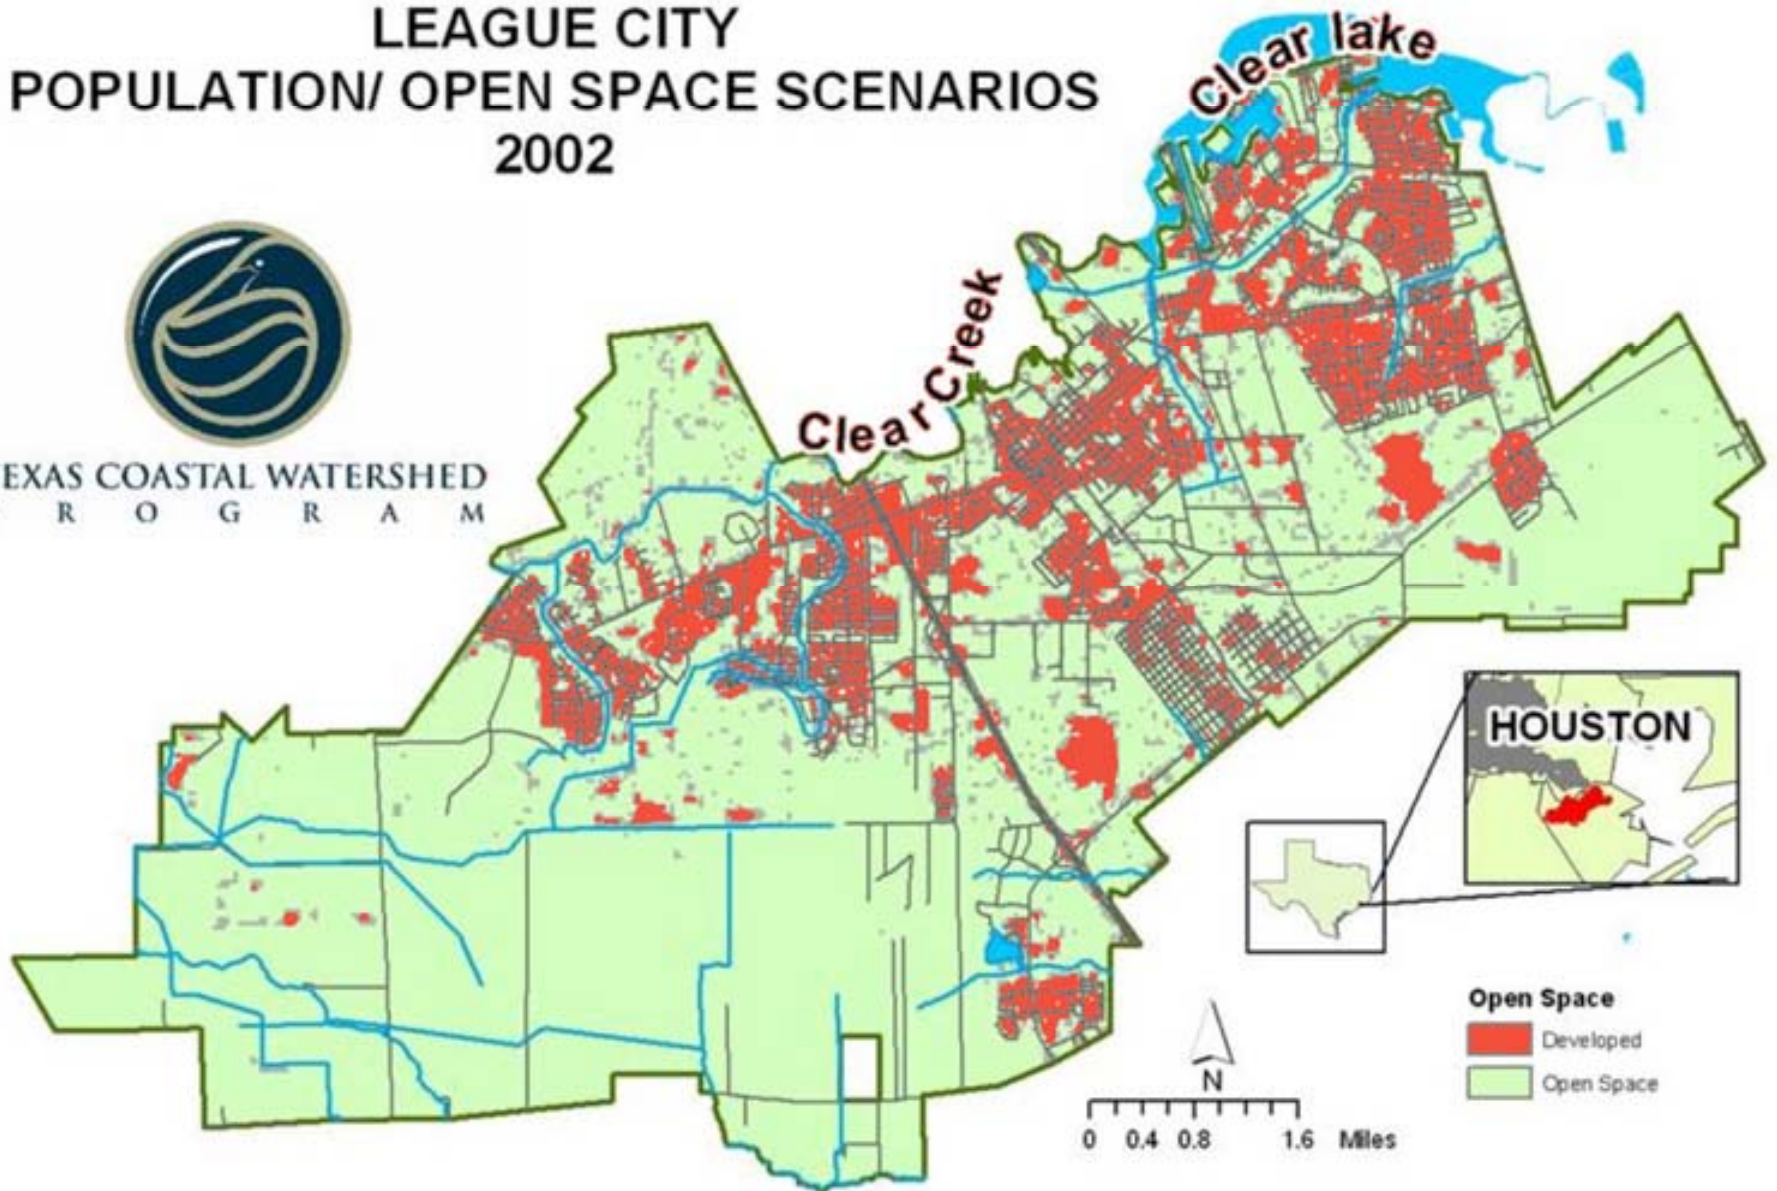 LEAGUE CITY
POPULATION/ OPEN SPACE SCENARIOS
2002
Clear lake
Clear Creek
EXAS COASTAL WATERSHED
R O G R A M
HOUSTON
Open Space
Developed
Open Space
N
0 0.4 0.8 1.6 Miles